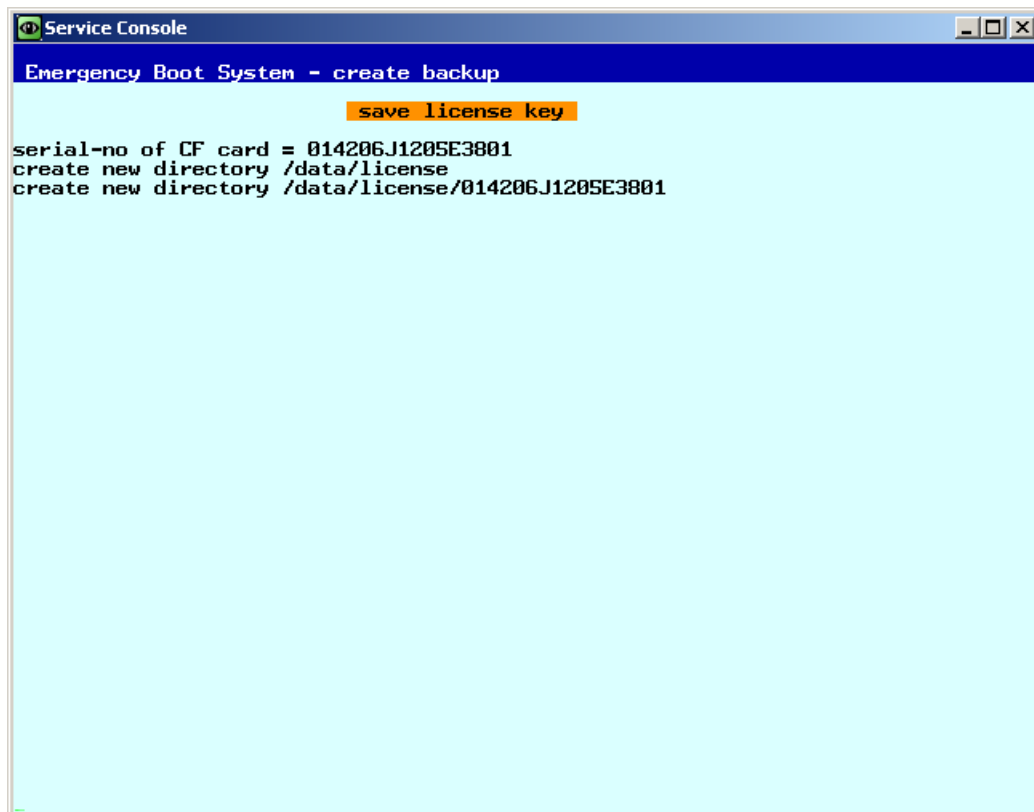 Service Console
Emergency Boot System - create backup
save license key
serial-no of CF card = 014206J1205E3801
create new directory /data/license
create new directory /data/license/014206J1205E3801